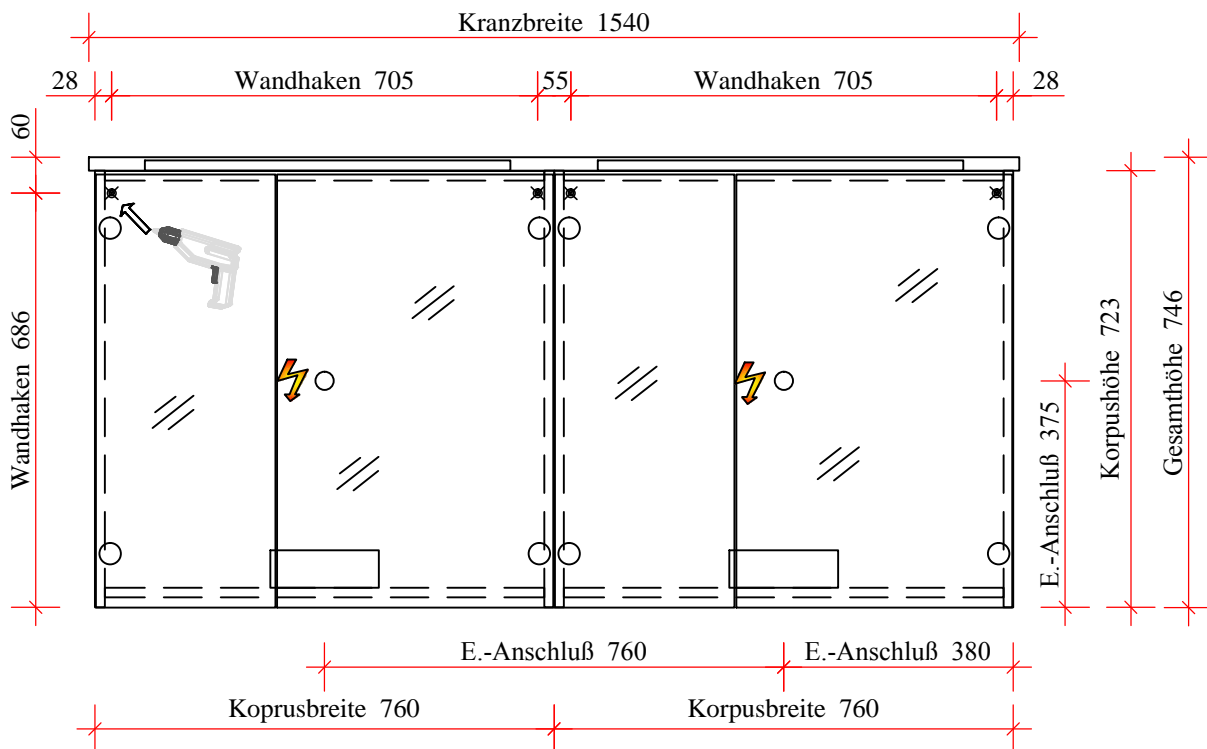 Kranzbreite 1540
28
Wandhaken 705
55
Wandhaken 705
28
60
Wandhaken 686
E.-Anschluß 375
Korpushöhe 723
Gesamthöhe 746
E.-Anschluß 760
E.-Anschluß 380
Koprusbreite 760
Korpusbreite 760